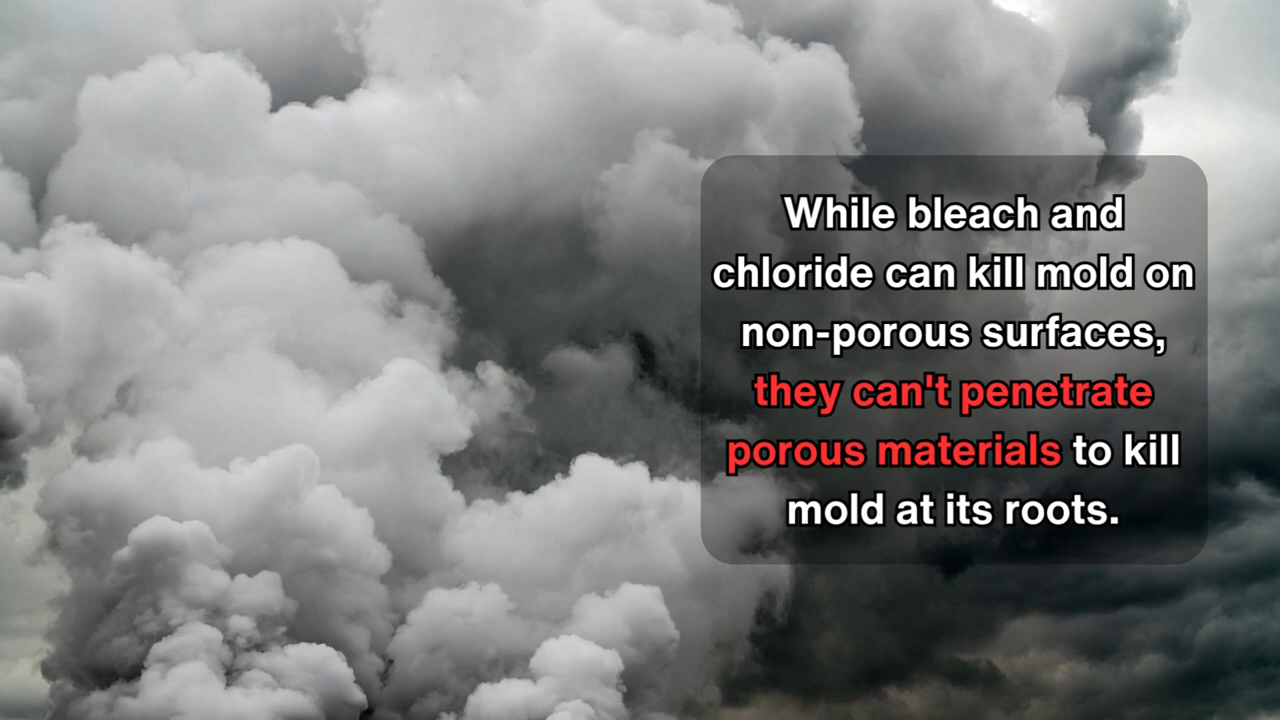 While bleach and
chloride can kill mold on
non-porous surfaces,
they can't penetrate
porous materials to kill
mold at its roots.